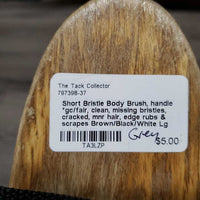 The Tack Collector
767398-37
Short Bristle Body Brush, handle
*gc/fair, clean, missing bristles,
cracked, mnr hair, edge rubs &
scrapes Brown/Black/White Lg
Grey
$5.00
TA3LZP